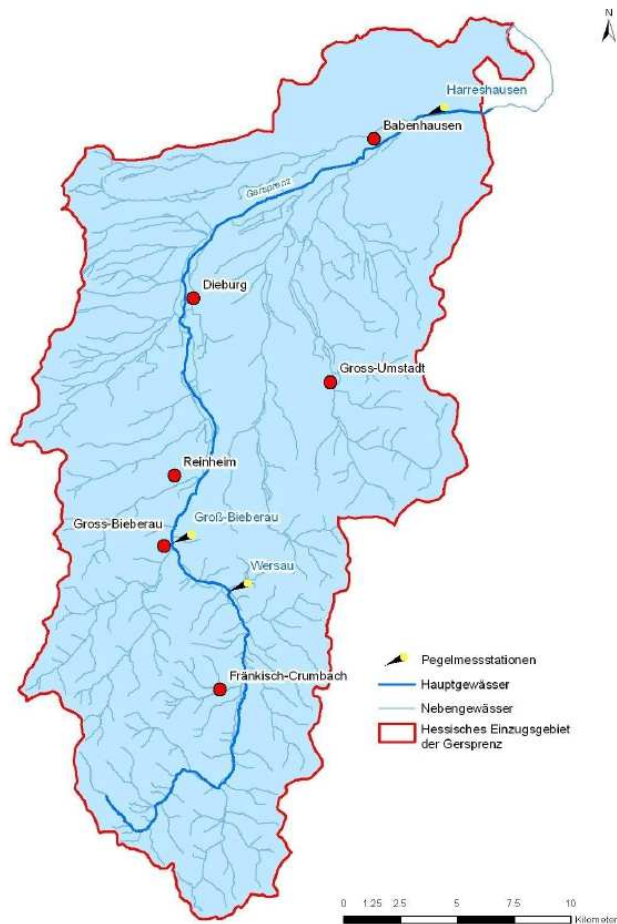 N
Harreshausen
Babenhausen
Gersprenz
Dieburg
Gross-Umstadt
Reinheim
Gross-Bieberau
Groß-Bieberau
Wersau
Fränkisch-Crumbach
Pegelmessstationen
Hauptgewässer
Nebengewässer
Hessisches Einzugsgebiet
der Gersprenz
0 1.25 2.5 5 7.5 10
Kilometer